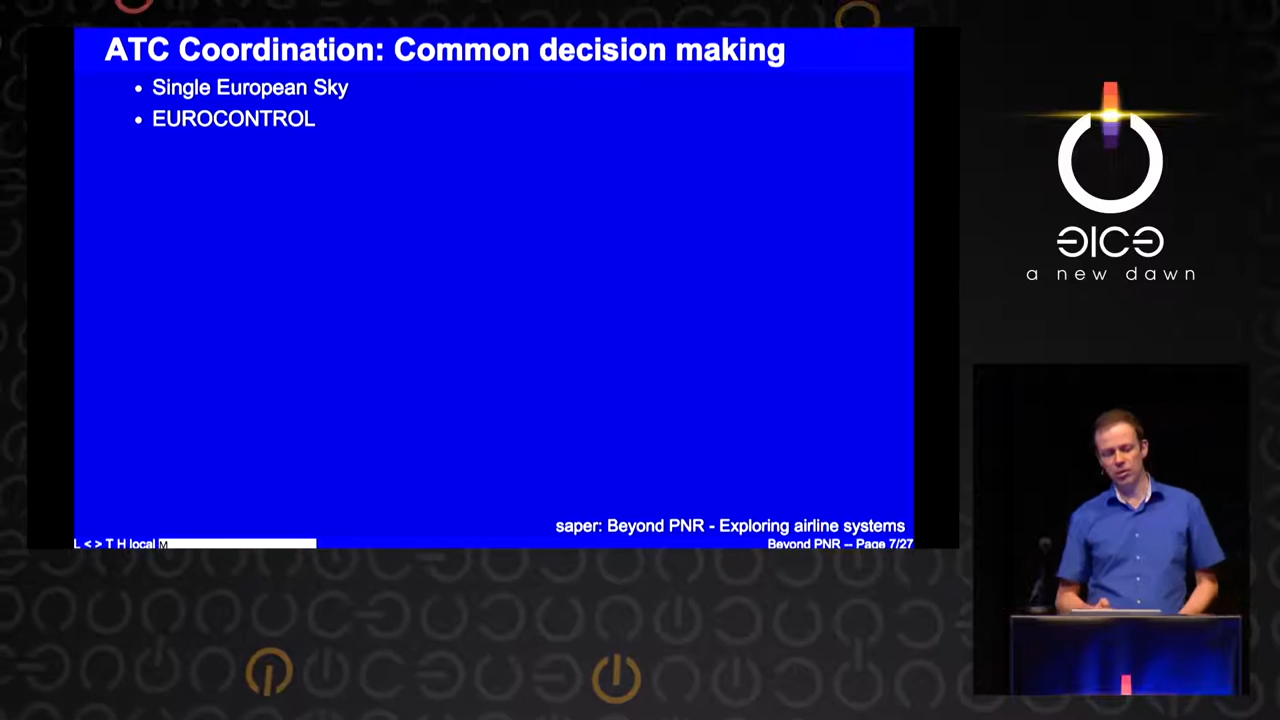 ATC Coordination: Common decision making
• Single European Sky
• EUROCONTROL
saper: Beyond PNR - Exploring airline systems
L < > T H local M
Beyond PNR -- Page 7/27
ӘICƏ
a new dawn